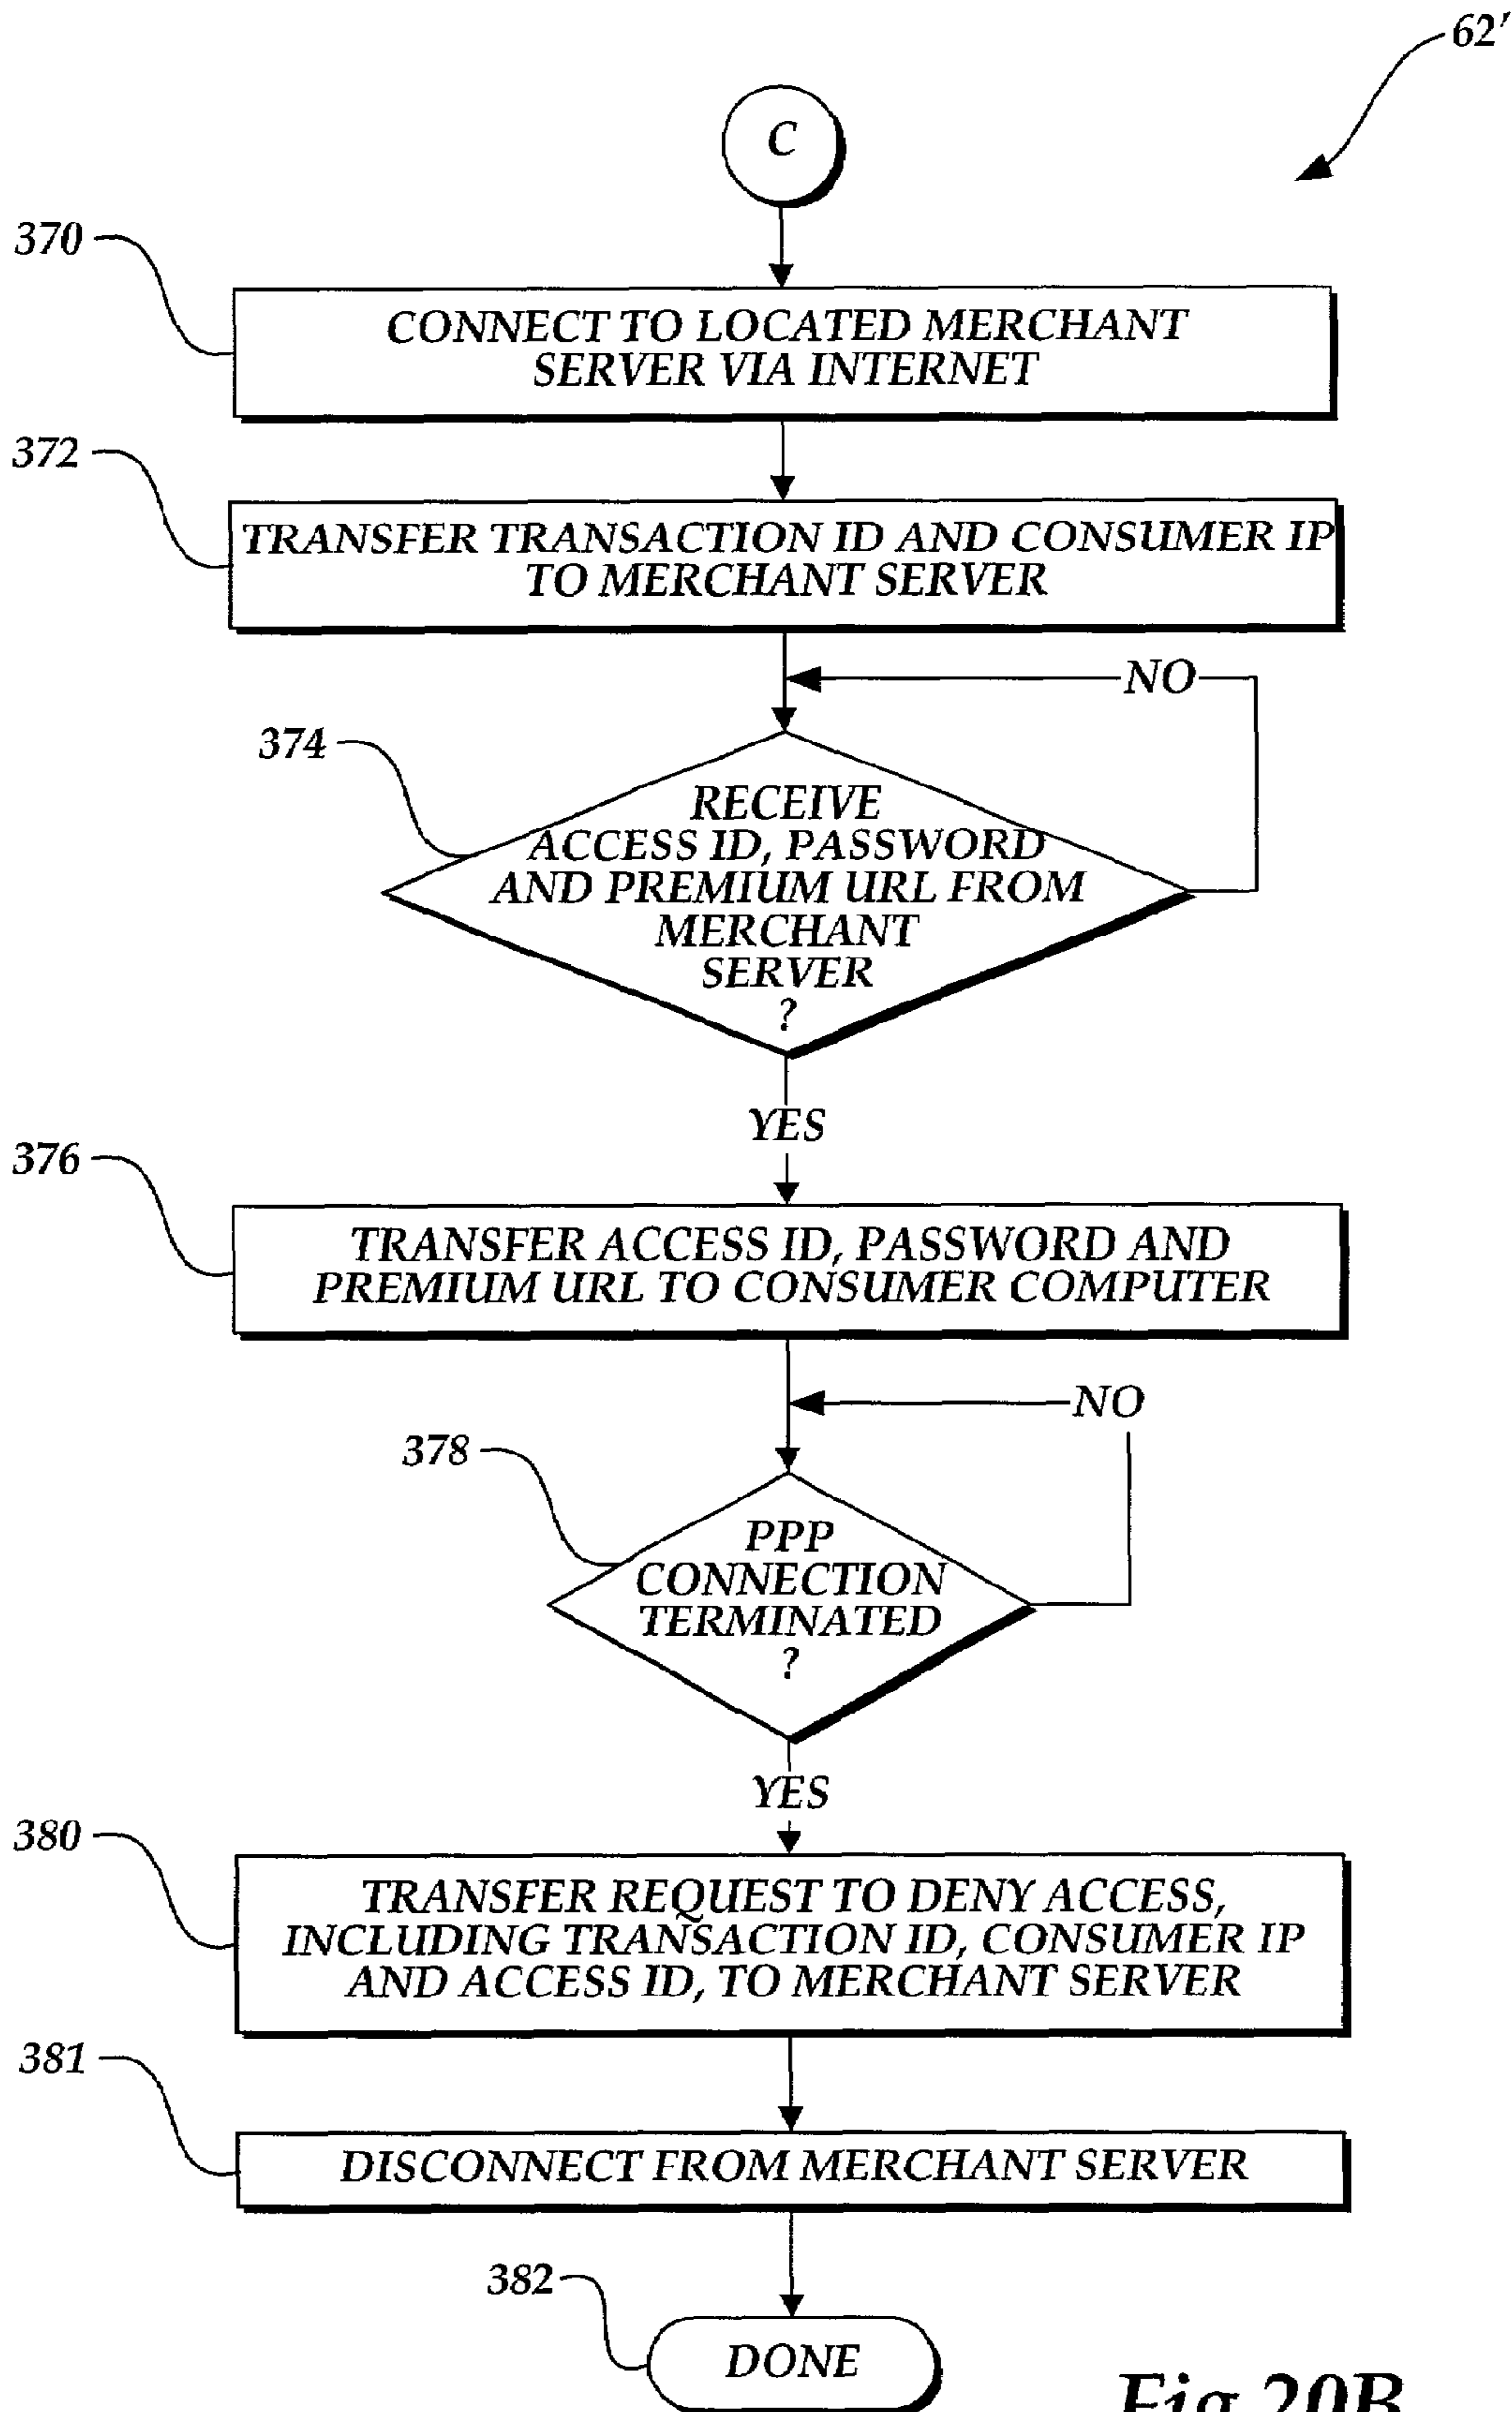 62'
C
370
CONNECT TO LOCATED MERCHANT
SERVER VIA INTERNET
372
TRANSFER TRANSACTION ID AND CONSUMER IP
TO MERCHANT SERVER
NO
374
RECEIVE
ACCESS ID, PASSWORD
AND PREMIUM URL FROM
MERCHANT
SERVER
?
YES
376
TRANSFER ACCESS ID, PASSWORD AND
PREMIUM URL TO CONSUMER COMPUTER
NO
378
PPP
CONNECTION
TERMINATED
?
YES
380
TRANSFER REQUEST TO DENY ACCESS,
INCLUDING TRANSACTION ID, CONSUMER IP
AND ACCESS ID, TO MERCHANT SERVER
381
DISCONNECT FROM MERCHANT SERVER
382
DONE
Fig.20B